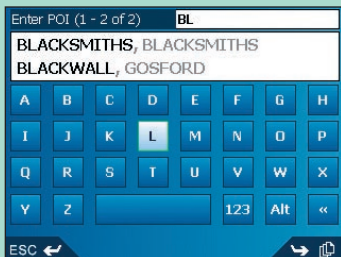 Enter POI (1 - 2 of 2) BL
BLACKSMITHS, BLACKSMITHS
BLACKWALL, GOSFORD
A B C D E F G H
I J K L M N O P
Q R S T U V W X
Y Z 123 Alt «
ESC